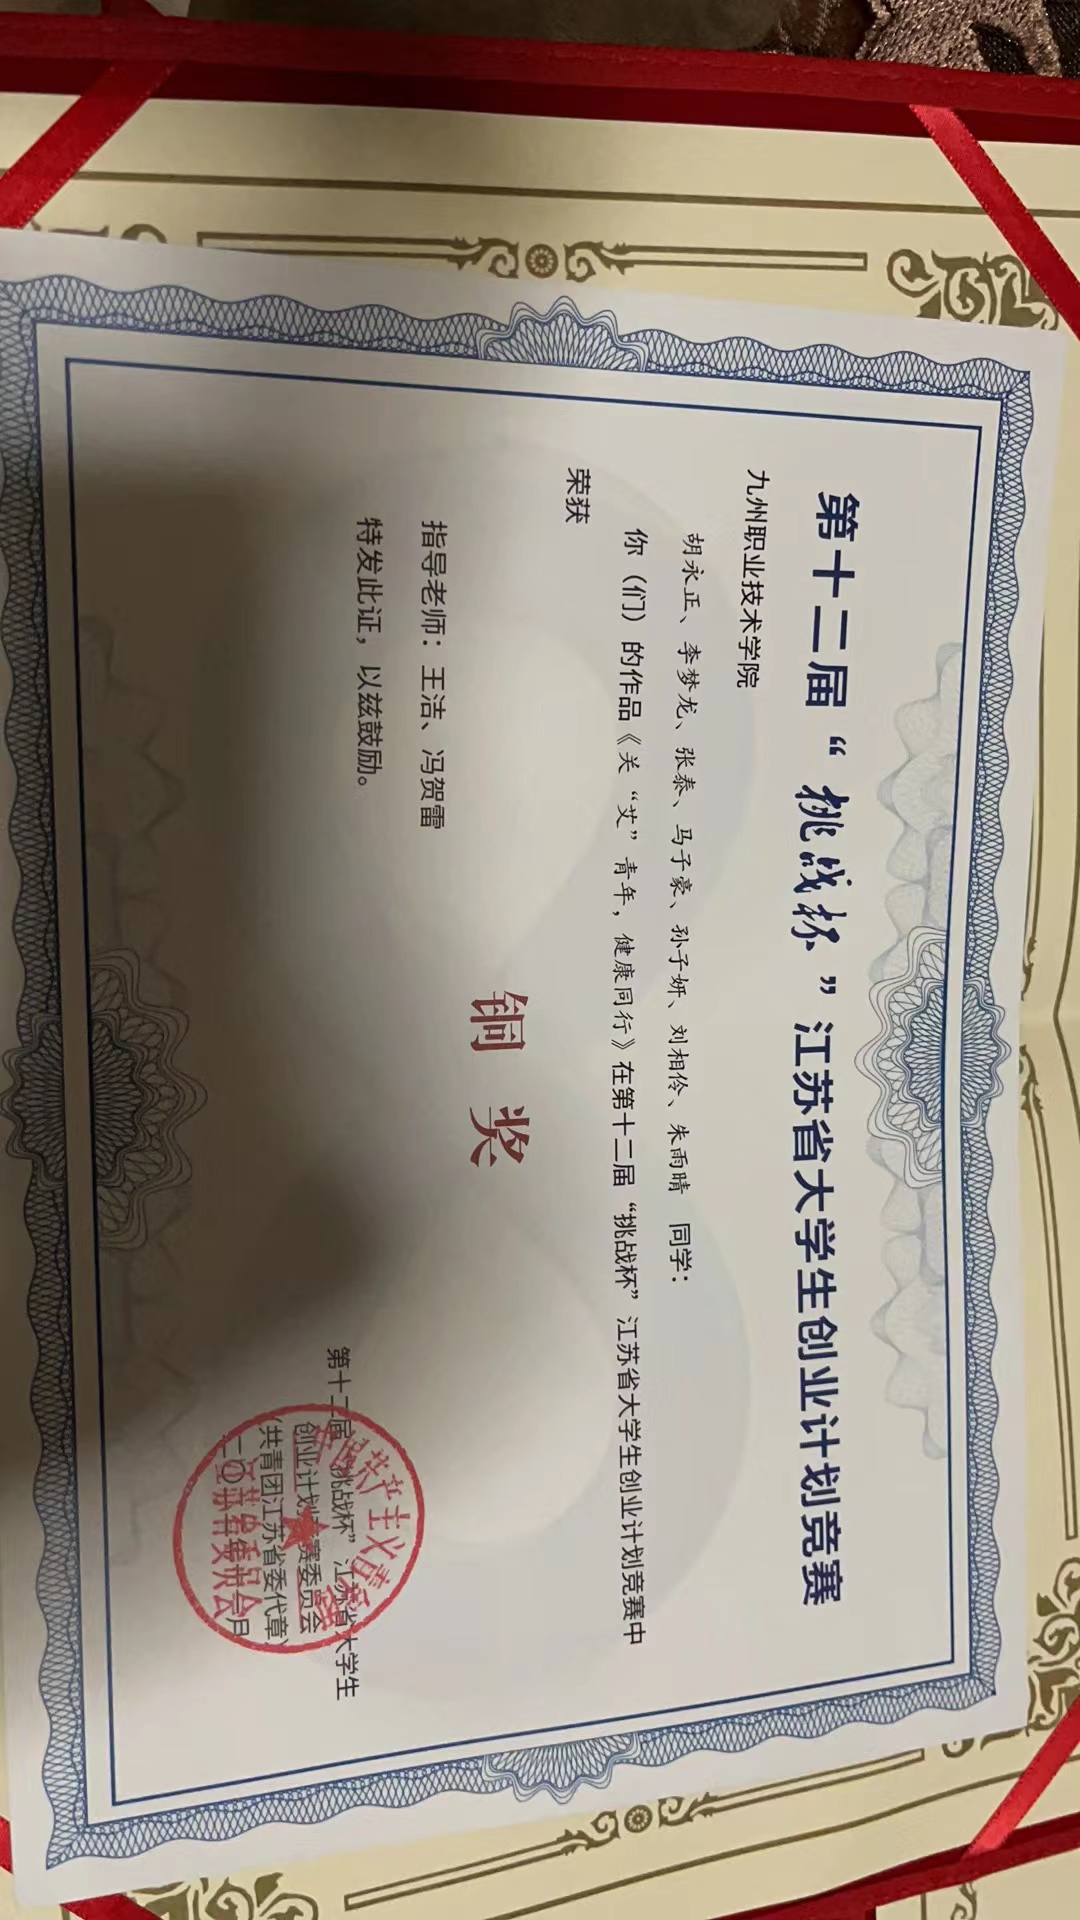 第十二届“挑战杯”江苏省大学生创业计划竞赛
九州职业技术学院
胡永正、李梦龙、张泰、马子豪、孙子妍、刘相伶、朱雨晴 同学：
你（们）的作品《关“艾”青年，健康同行》在第十二届“挑战杯”江苏省大学生创业计划竞赛中
荣获
铜 奖
指导老师：王洁、冯贺雷
特发此证，以兹鼓励。
第十二届“挑战杯”江苏省大学生
创业计划竞赛委员会
（共青团江苏省委代章）
年十二月